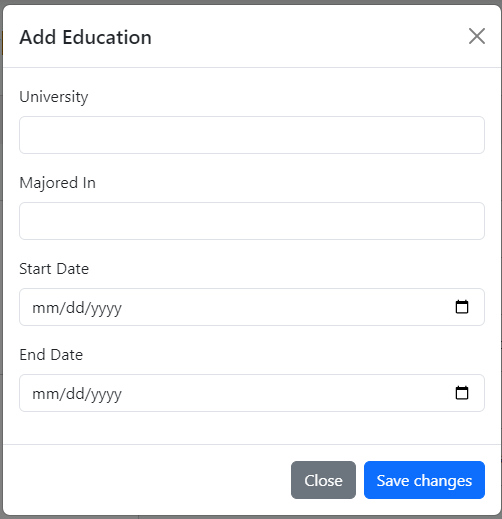 Add Education
University
Majored In
Start Date
mm/dd/yyyy
End Date
mm/dd/yyyy
Close Save changes